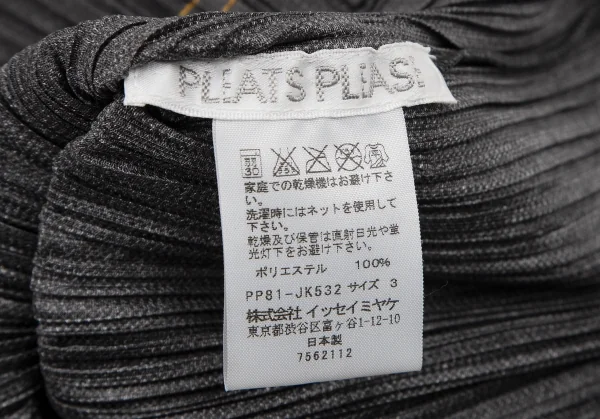 PLEATS PLEASE
30
家庭での乾燥機はお避け下さ
い。
洗濯時にはネットを使用して
下さい。
乾燥及び保管は直射日光や蛍
光灯下をお避け下さい。
ポリエステル 100%
PP81-JK532 サイズ 3
株式会社 イッセイミヤケ
東京都渋谷区富ヶ谷1-12-10
日本製
7562112